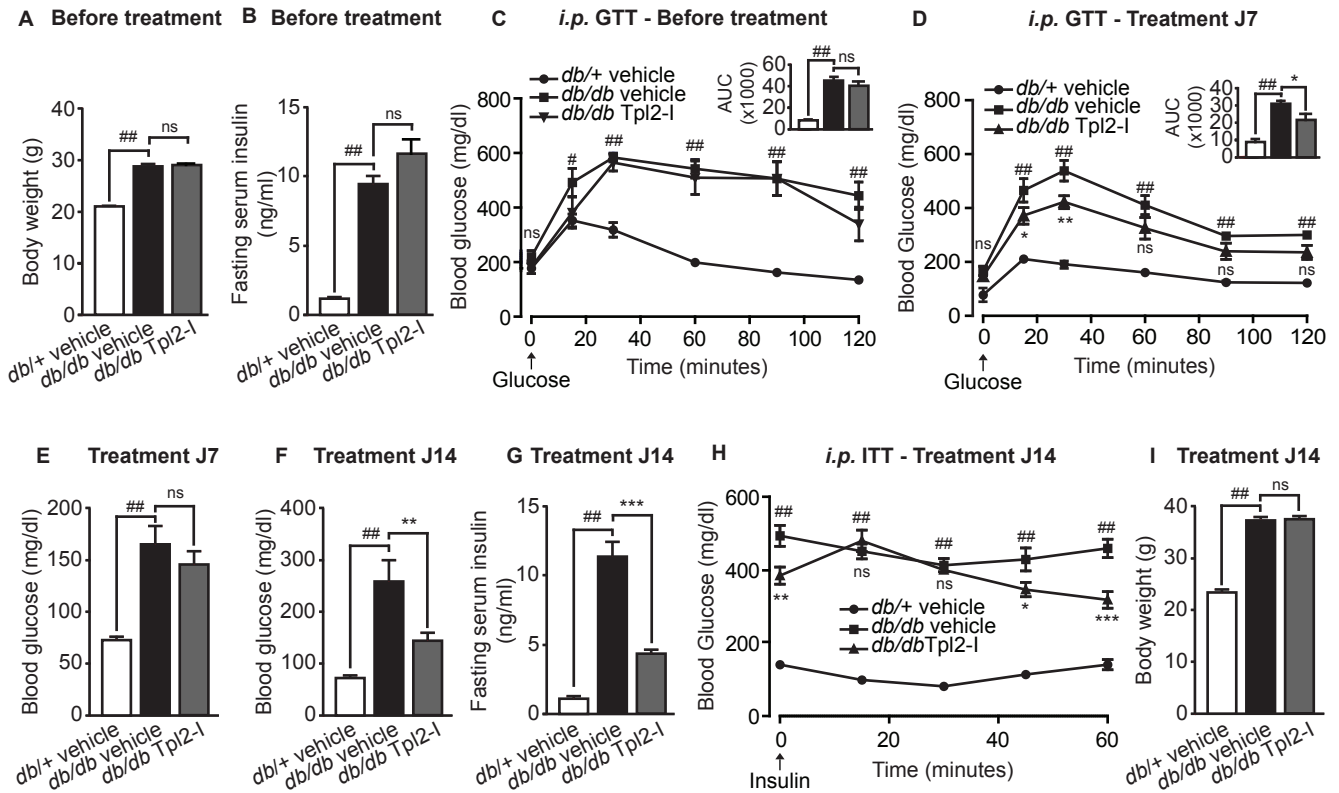 A Before treatment
Body weight (g)
40
30
20
10
0
##
ns
db/+ vehicle
db/db vehicle
db/db Tpl2-I
B Before treatment
Fasting serum insulin
(ng/ml)
15
10
5
0
##
ns
db/+ vehicle
db/db vehicle
db/db Tpl2-I
C i.p. GTT - Before treatment
db/+ vehicle
db/db vehicle
db/db Tpl2-I
Blood glucose (mg/dl)
800
600
400
200
0
ns
#
##
##
##
##
0 20 40 60 80 100 120
Time (minutes)
Glucose
AUC
(x1000)
60
40
20
0
##
ns
D i.p. GTT - Treatment J7
db/+ vehicle
db/db vehicle
db/db Tpl2-I
Blood Glucose (mg/dl)
800
600
400
200
0
ns
##
##
##
##
##
*
**
ns
ns
ns
0 20 40 60 80 100 120
Time (minutes)
Glucose
AUC
(x1000)
40
30
20
10
0
##
*
E Treatment J7
Blood glucose (mg/dl)
200
150
100
50
0
##
ns
db/+ vehicle
db/db vehicle
db/db Tpl2-I
F Treatment J14
Blood glucose (mg/dl)
400
300
200
100
0
##
**
db/+ vehicle
db/db vehicle
db/db Tpl2-I
G Treatment J14
Fasting serum insulin
(ng/ml)
15
10
5
0
##
***
db/+ vehicle
db/db vehicle
db/db Tpl2-I
H i.p. ITT - Treatment J14
Blood Glucose (mg/dl)
600
400
200
0
##
##
##
##
##
**
ns
ns
*
***
db/+ vehicle
db/db vehicle
db/dbTpl2-I
0 20 40 60
Time (minutes)
Insulin
I Treatment J14
Body weight (g)
40
30
20
10
0
##
ns
db/+ vehicle
db/db vehicle
db/db Tpl2-I